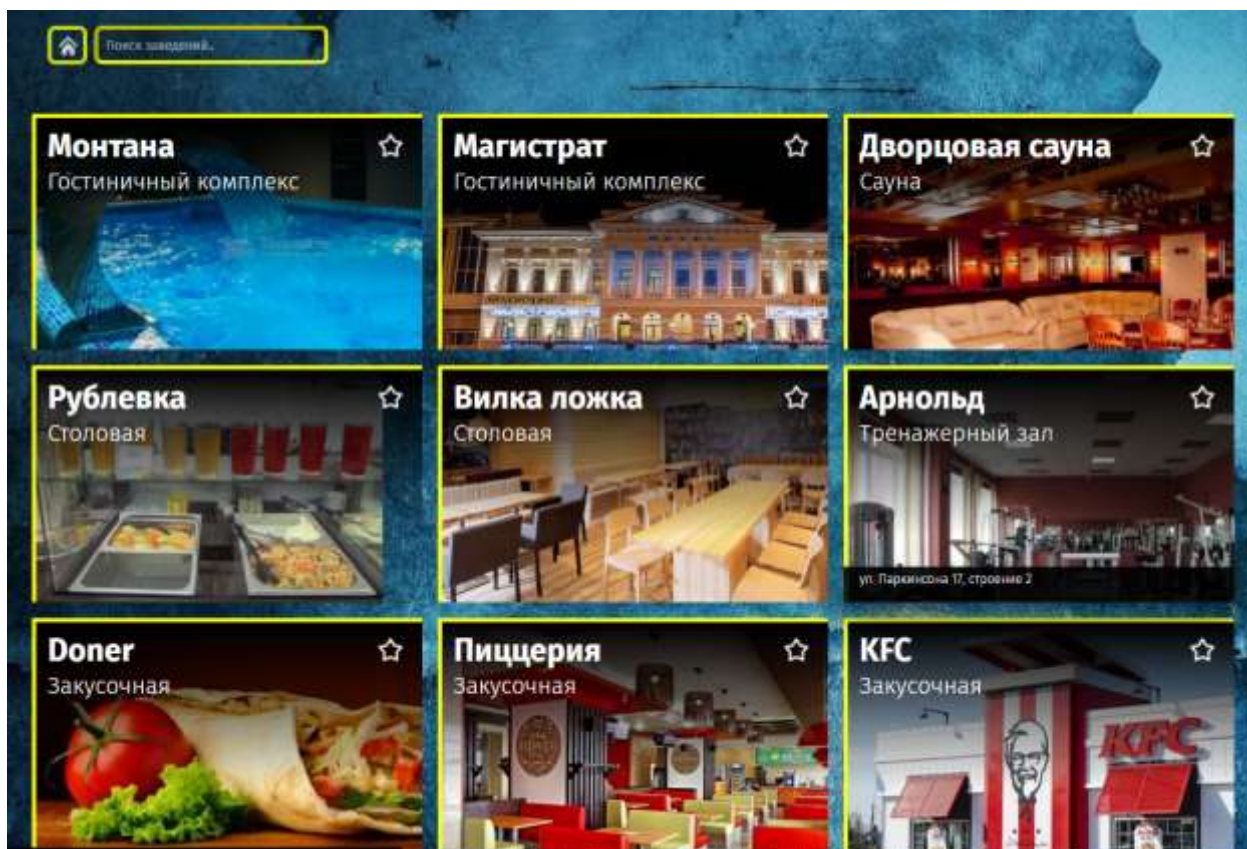 Поиск заведений..
Монтана
Гостиничный комплекс
Магистрат
Гостиничный комплекс
Дворцовая сауна
Сауна
Рублевка
Столовая
Вилка ложка
Столовая
Арнольд
Тренажерный зал
ул. Паркинсона 17, строение 2
Doner
Закусочная
Пиццерия
Закусочная
KFC
Закусочная
KFC